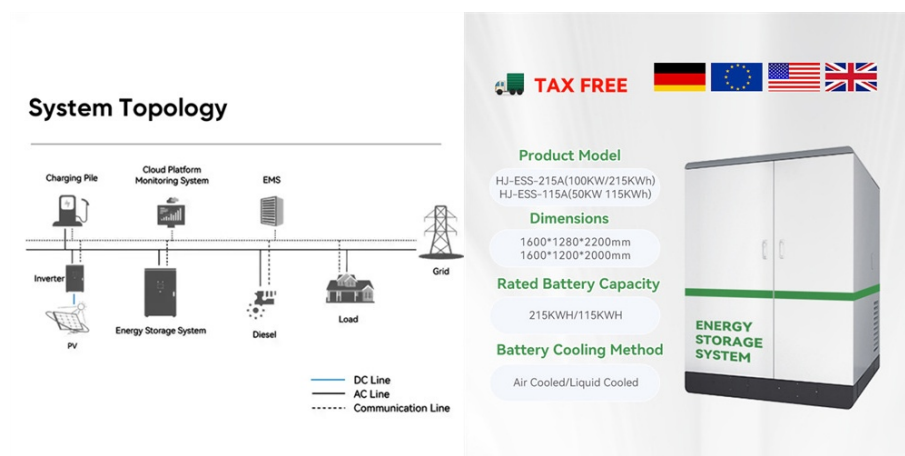 System Topology
Charging Pile
Cloud Platform
Monitoring System
EMS
Grid
Inverter
PV
Energy Storage System
Diesel
Load
DC Line
AC Line
Communication Line
TAX FREE
Product Model
HJ-ESS-215A(100KW/215KWh)
HJ-ESS-115A(50KW 115KWh)
Dimensions
1600*1280*2200mm
1600*1200*2000mm
Rated Battery Capacity
215KWH/115KWH
Battery Cooling Method
Air Cooled/Liquid Cooled
ENERGY
STORAGE
SYSTEM